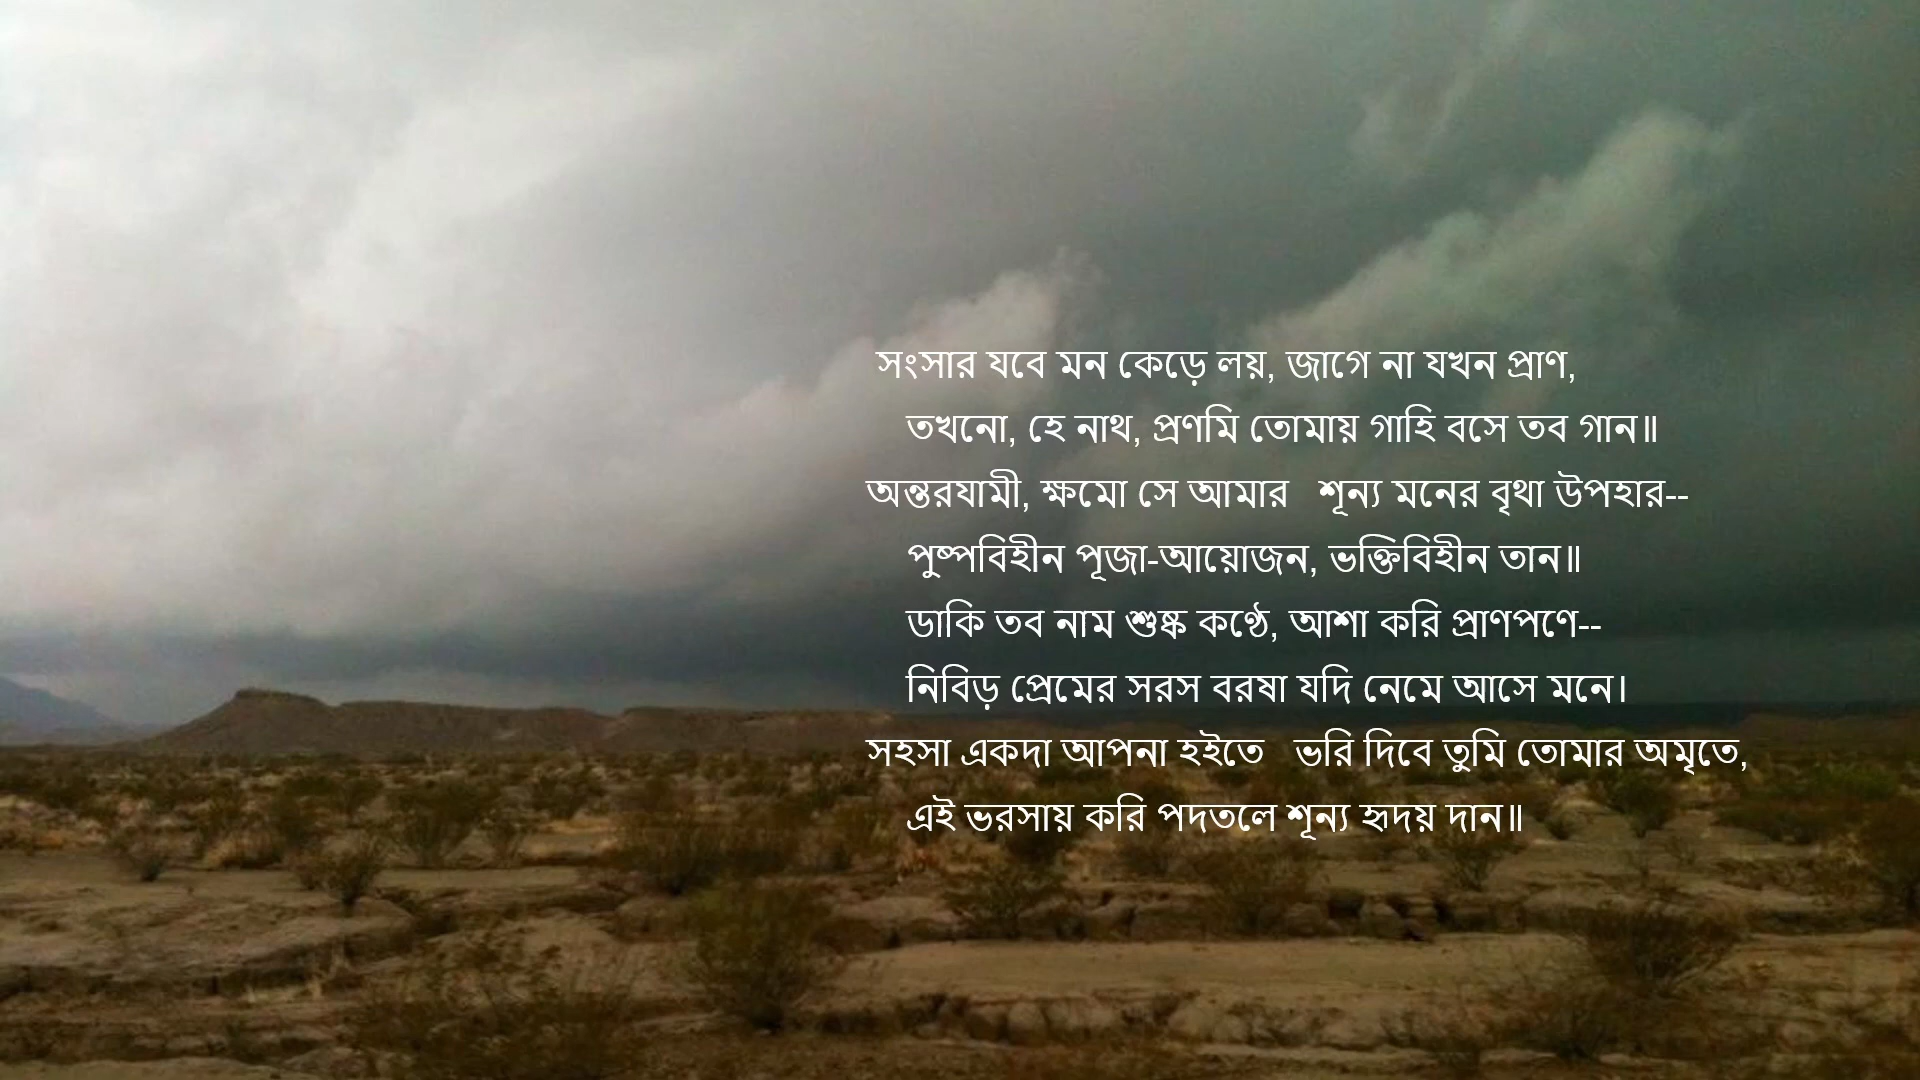 সংসার যবে মন কেড়ে লয়, জাগে না যখন প্রাণ,
তখনো, হে নাথ, প্রণমি তোমায় গাহি বসে তব গান॥
অন্তরযামী, ক্ষমো সে আমার শূন্য মনের বৃথা উপহার--
পুষ্পবিহীন পূজা-আয়োজন, ভক্তিবিহীন তান॥
ডাকি তব নাম শুষ্ক কণ্ঠে, আশা করি প্রাণপণে--
নিবিড় প্রেমের সরস বরষা যদি নেমে আসে মনে।
সহসা একদা আপনা হইতে ভরি দিবে তুমি তোমার অমৃতে,
এই ভরসায় করি পদতলে শূন্য হৃদয় দান॥